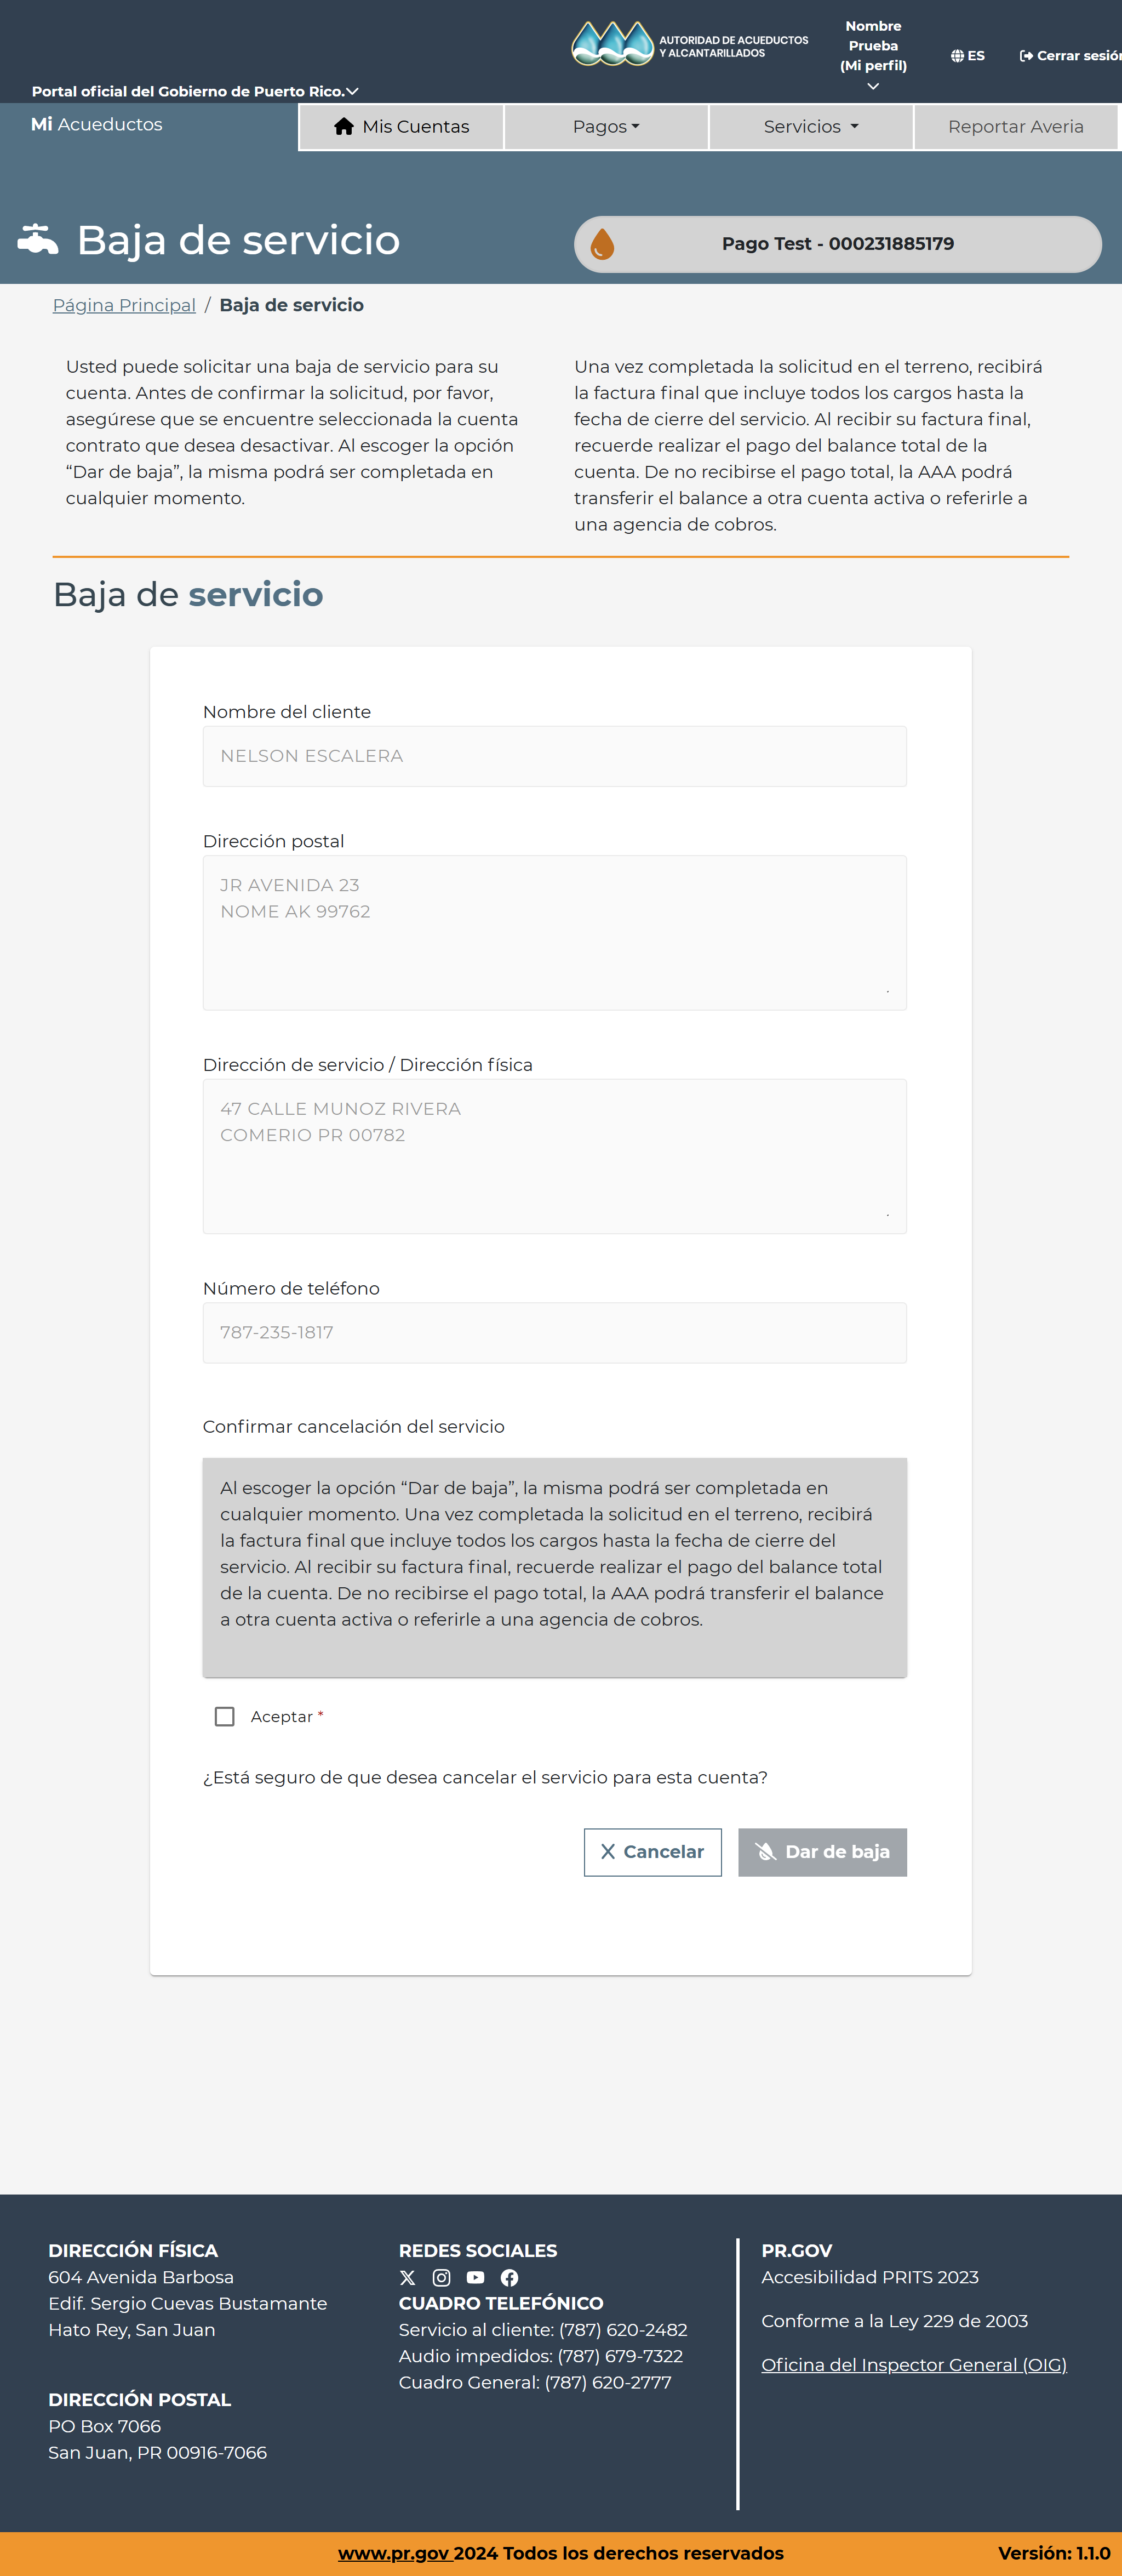 AUTORIDAD DE ACUEDUCTOS
Y ALCANTARILLADOS
Nombre
Prueba
(Mi perfil)
ES
Cerrar sesión
Portal oficial del Gobierno de Puerto Rico.
Mi Acueductos
Mis Cuentas
Pagos
Servicios
Reportar Averia
Baja de servicio
Pago Test - 000231885179
Página Principal / Baja de servicio
Usted puede solicitar una baja de servicio para su
cuenta. Antes de confirmar la solicitud, por favor,
asegúrese que se encuentre seleccionada la cuenta
contrato que desea desactivar. Al escoger la opción
“Dar de baja”, la misma podrá ser completada en
cualquier momento.
Una vez completada la solicitud en el terreno, recibirá
la factura final que incluye todos los cargos hasta la
fecha de cierre del servicio. Al recibir su factura final,
recuerde realizar el pago del balance total de la
cuenta. De no recibirse el pago total, la AAA podrá
transferir el balance a otra cuenta activa o referirle a
una agencia de cobros.
Baja de servicio
Nombre del cliente
NELSON ESCALERA
Dirección postal
JR AVENIDA 23
NOME AK 99762
Dirección de servicio / Dirección física
47 CALLE MUNOZ RIVERA
COMERIO PR 00782
Número de teléfono
787-235-1817
Confirmar cancelación del servicio
Al escoger la opción “Dar de baja”, la misma podrá ser completada en
cualquier momento. Una vez completada la solicitud en el terreno, recibirá
la factura final que incluye todos los cargos hasta la fecha de cierre del
servicio. Al recibir su factura final, recuerde realizar el pago del balance total
de la cuenta. De no recibirse el pago total, la AAA podrá transferir el balance
a otra cuenta activa o referirle a una agencia de cobros.
Aceptar *
¿Está seguro de que desea cancelar el servicio para esta cuenta?
Cancelar
Dar de baja
DIRECCIÓN FÍSICA
604 Avenida Barbosa
Edif. Sergio Cuevas Bustamante
Hato Rey, San Juan
DIRECCIÓN POSTAL
PO Box 7066
San Juan, PR 00916-7066
REDES SOCIALES
CUADRO TELEFÓNICO
Servicio al cliente: (787) 620-2482
Audio impedidos: (787) 679-7322
Cuadro General: (787) 620-2777
PR.GOV
Accesibilidad PRITS 2023
Conforme a la Ley 229 de 2003
Oficina del Inspector General (OIG)
www.pr.gov 2024 Todos los derechos reservados
Versión: 1.1.0